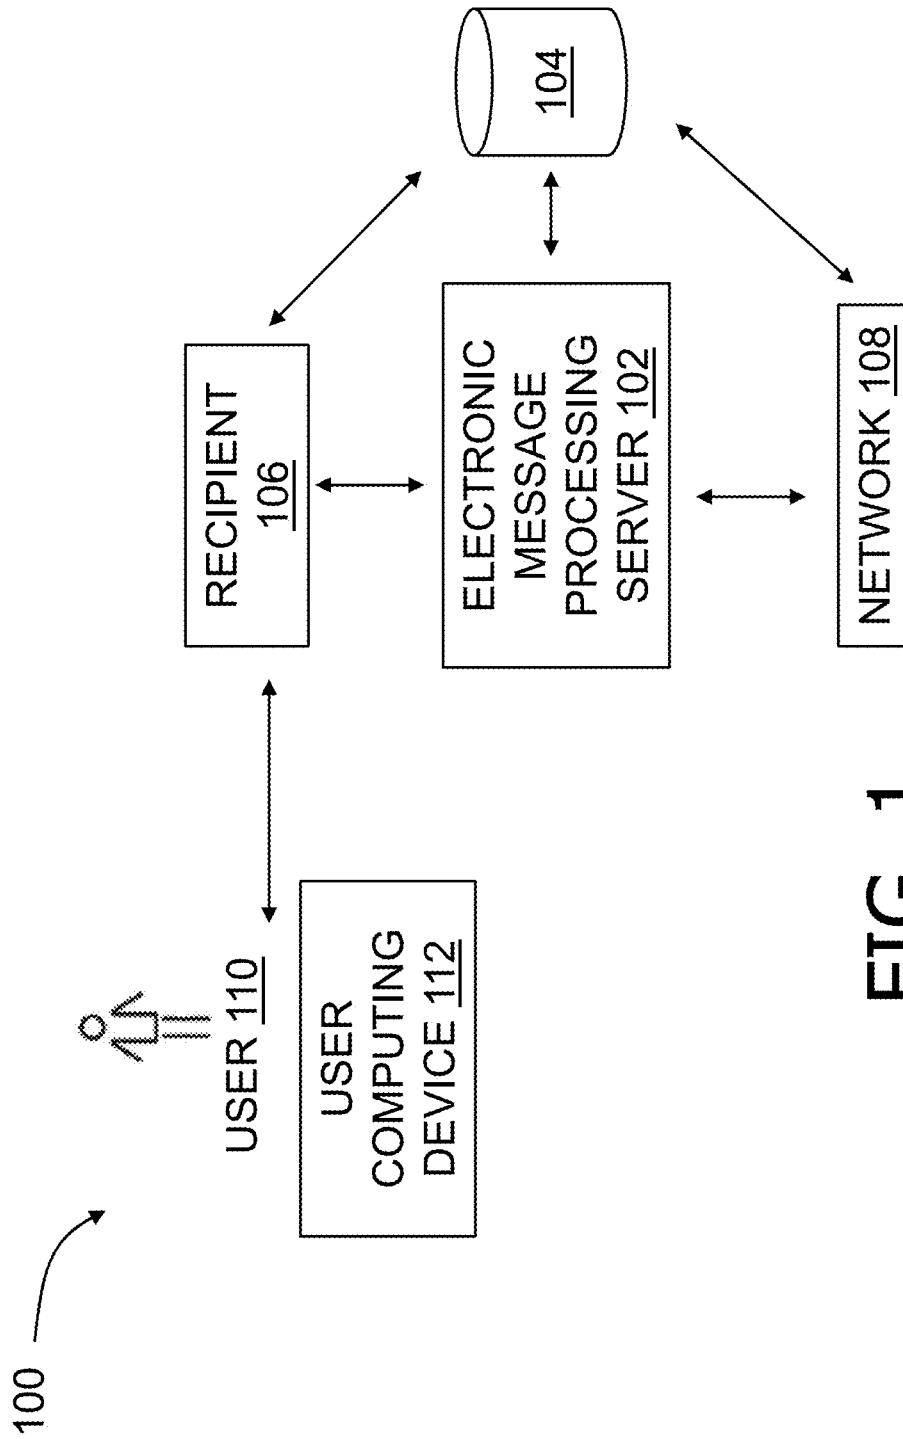 100
USER 110
USER
COMPUTING
DEVICE 112
RECIPIENT
106
ELECTRONIC
MESSAGE
PROCESSING
SERVER 102
104
NETWORK 108
FIG. 1